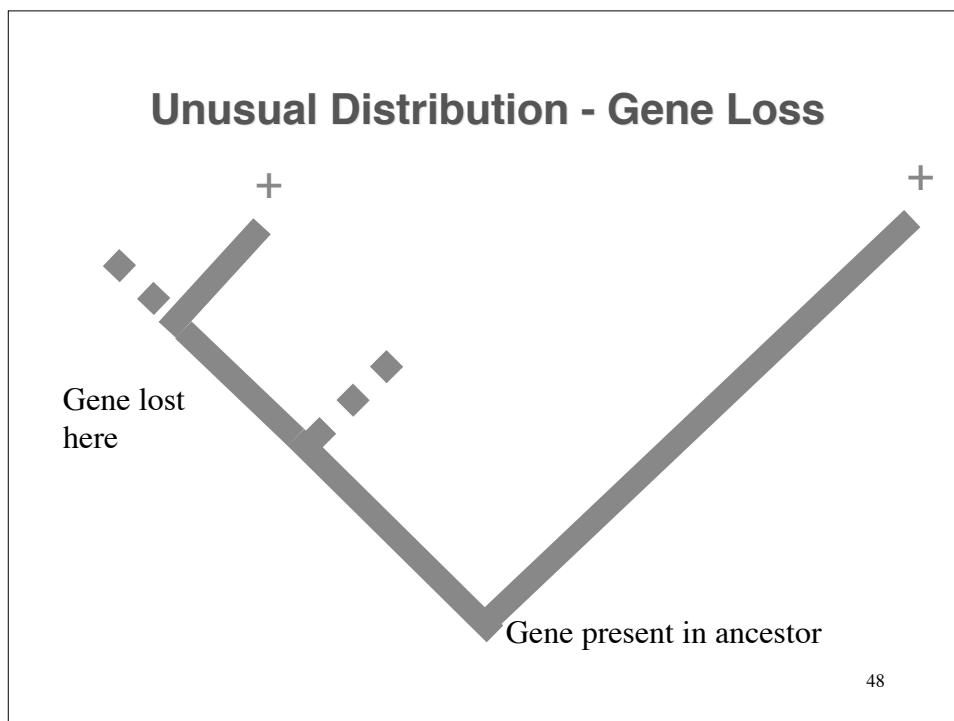 Unusual Distribution - Gene Loss
+
+
Gene lost
here
Gene present in ancestor
48